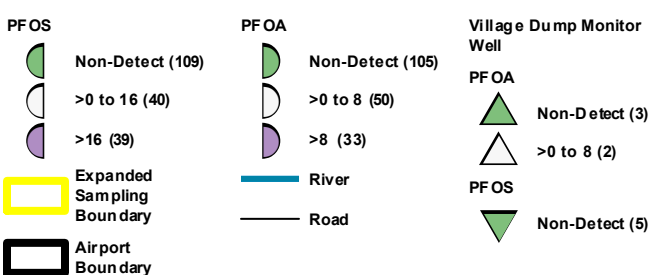 PFOS
Non-Detect (109)
>0 to 16 (40)
>16 (39)
Expanded
Sampling
Boundary
Airport
Boundary
PFOA
Non-Detect (105)
>0 to 8 (50)
>8 (33)
River
Road
Village Dump Monitor
Well
PFOA
Non-Detect (3)
>0 to 8 (2)
PFOS
Non-Detect (5)